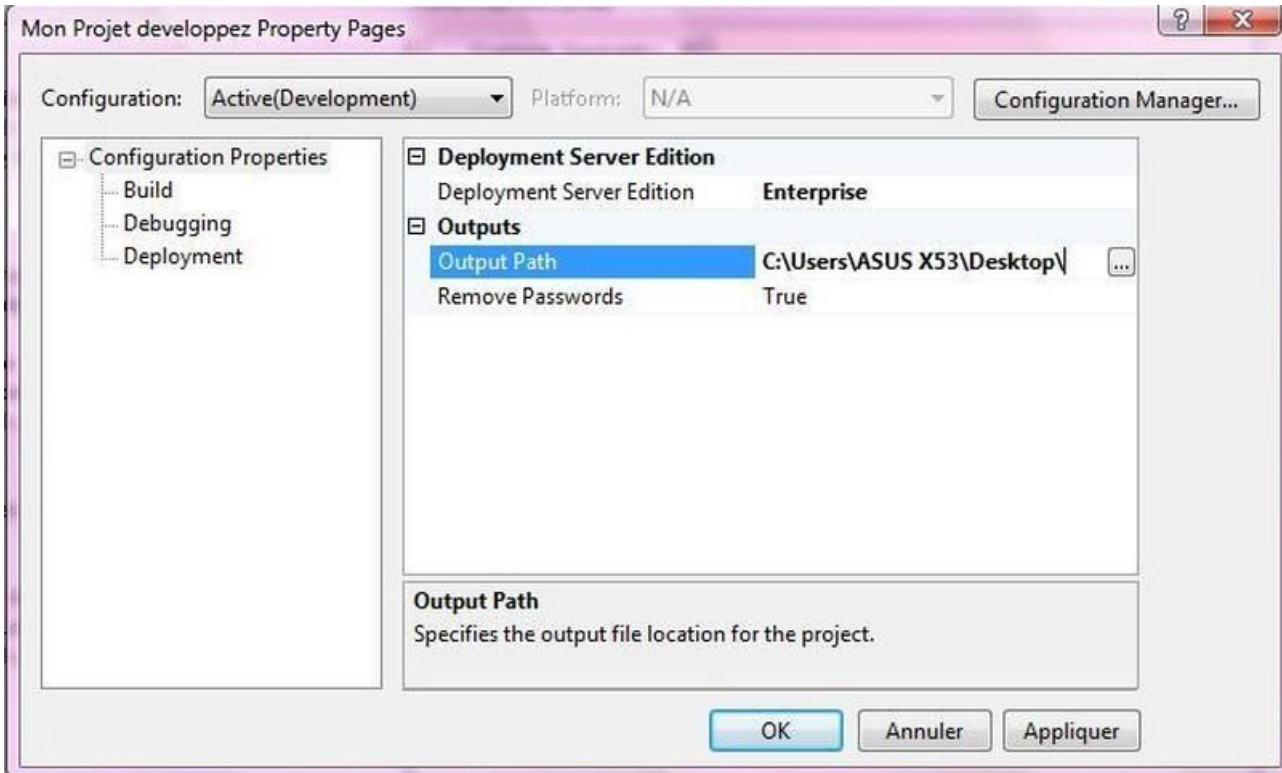 Mon Projet developpez Property Pages
Configuration: Active(Development) Platform: N/A Configuration Manager...
Configuration Properties
Build
Debugging
Deployment
Deployment Server Edition
Deployment Server Edition Enterprise
Outputs
Output Path C:\Users\ASUS X53\Desktop\ ...
Remove Passwords True
Output Path
Specifies the output file location for the project.
OK Annuler Appliquer